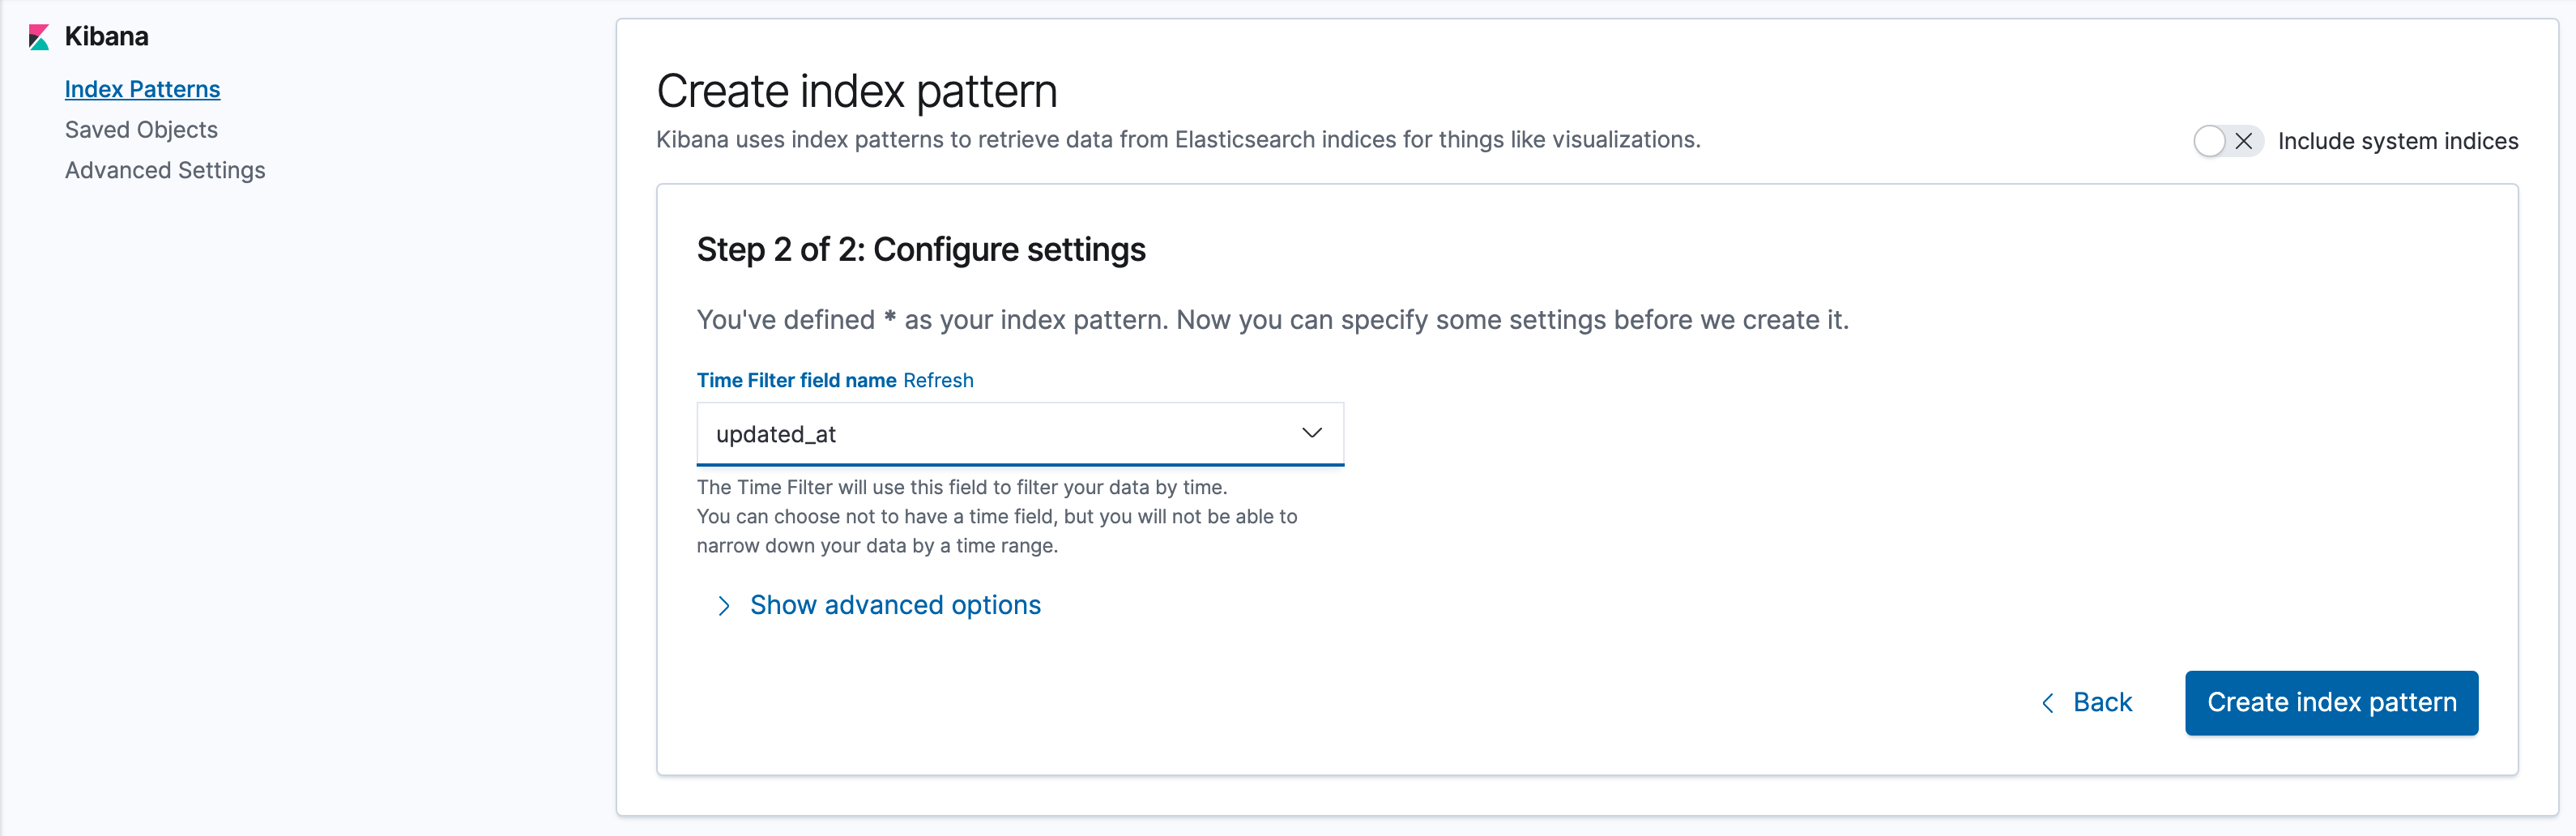 Kibana
Index Patterns
Saved Objects
Advanced Settings
Create index pattern
Kibana uses index patterns to retrieve data from Elasticsearch indices for things like visualizations.
Include system indices
Step 2 of 2: Configure settings
You've defined * as your index pattern. Now you can specify some settings before we create it.
Time Filter field name Refresh
updated_at
The Time Filter will use this field to filter your data by time.
You can choose not to have a time field, but you will not be able to
narrow down your data by a time range.
Show advanced options
Back
Create index pattern